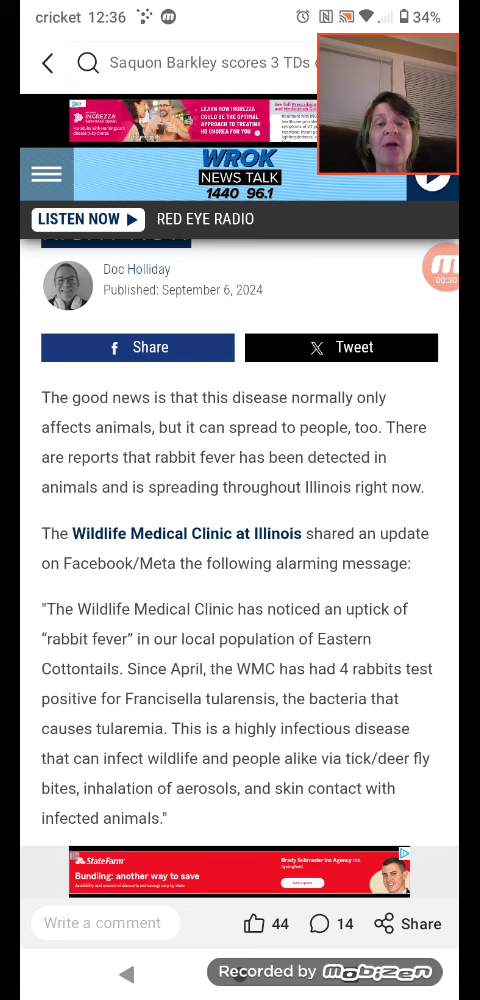 cricket 12:36 34%
Saquon Barkley scores 3 TDs
INGREZZA
LEARN HOW INGREZZA
COULD BE THE OPTIMAL
APPROACH TO TREATING
HD CHOREA FOR YOU
WROK
NEWS TALK
1440 96.1
LISTEN NOW RED EYE RADIO
Doc Holliday
Published: September 6, 2024
00:30
Share Tweet
The good news is that this disease normally only
affects animals, but it can spread to people, too. There
are reports that rabbit fever has been detected in
animals and is spreading throughout Illinois right now.
The Wildlife Medical Clinic at Illinois shared an update
on Facebook/Meta the following alarming message:
"The Wildlife Medical Clinic has noticed an uptick of
“rabbit fever” in our local population of Eastern
Cottontails. Since April, the WMC has had 4 rabbits test
positive for Francisella tularensis, the bacteria that
causes tularemia. This is a highly infectious disease
that can infect wildlife and people alike via tick/deer fly
bites, inhalation of aerosols, and skin contact with
infected animals."
StateFarm
Bundling: another way to save
Brady Schroeder Ins Agency Inc
Springfield
Write a comment 44 14 Share
Recorded by mobizen